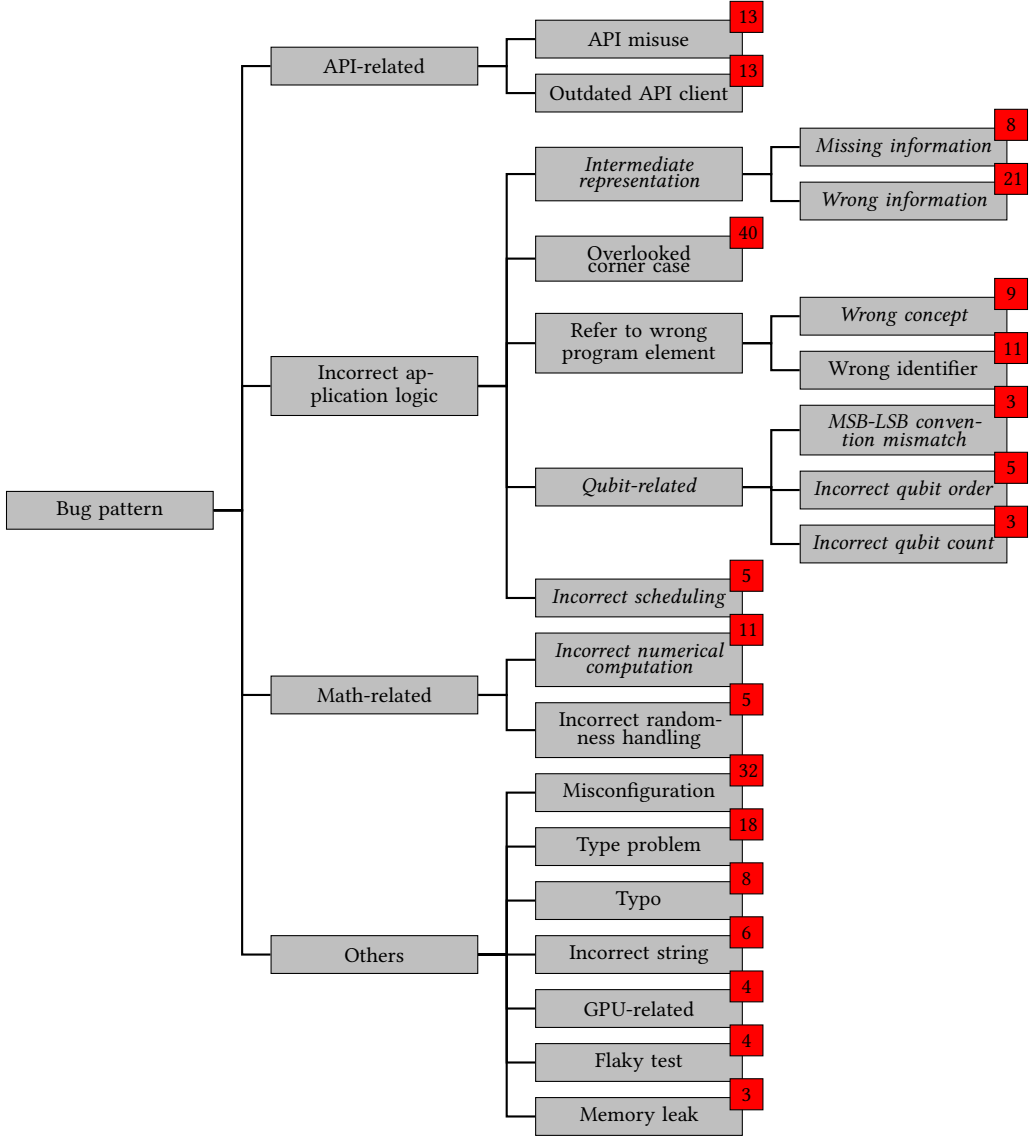 13
API misuse
API-related
13
Outdated API client
8
Missing information
Intermediate
representation
21
Wrong information
40
Overlooked
corner case
9
Wrong concept
Refer to wrong
program element
11
Wrong identifier
Incorrect ap-
plication logic
3
MSB-LSB conven-
tion mismatch
5
Qubit-related
Incorrect qubit order
Bug pattern
3
Incorrect qubit count
5
Incorrect scheduling
11
Incorrect numerical
computation
Math-related
5
Incorrect random-
ness handling
32
Misconfiguration
18
Type problem
8
Typo
6
Others
Incorrect string
4
GPU-related
4
Flaky test
3
Memory leak